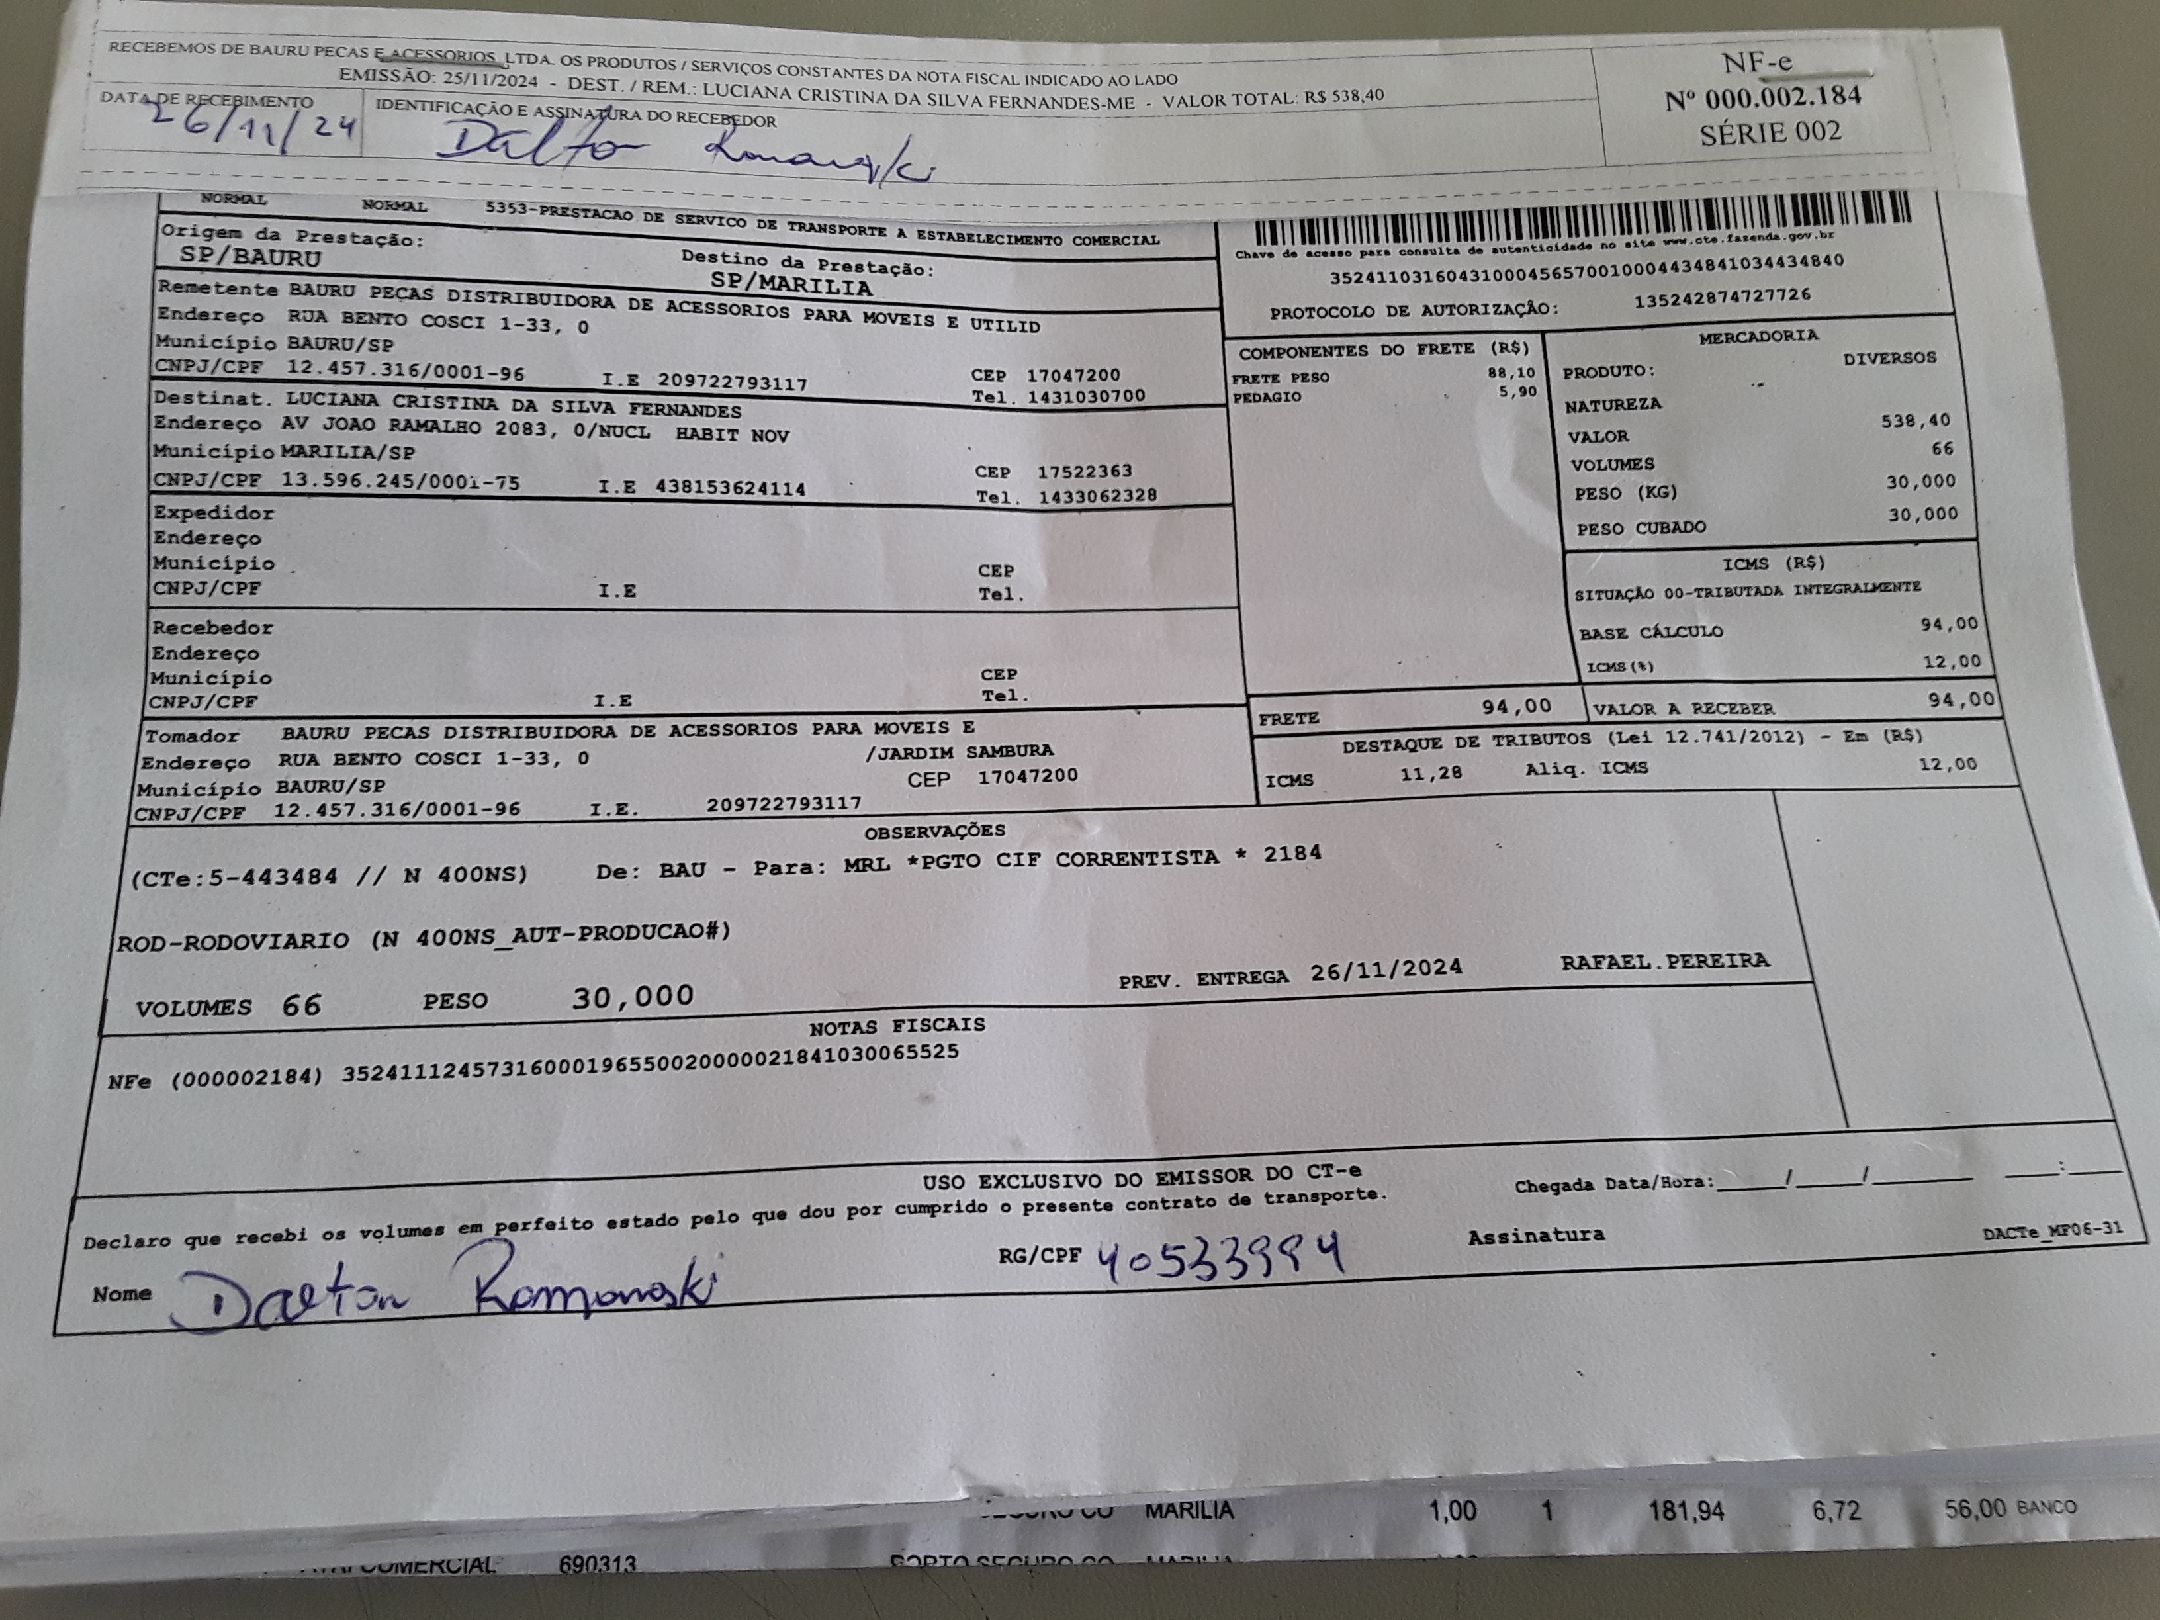 RECEBEMOS DE BAURU PECAS E ACESSORIOS LTDA. OS PRODUTOS / SERVIÇOS CONSTANTES DA NOTA FISCAL INDICADO AO LADO
EMISSÃO: 25/11/2024 - DEST. / REM.: LUCIANA CRISTINA DA SILVA FERNANDES-ME - VALOR TOTAL: R$ 538,40
NF-e
Nº 000.002.184
SÉRIE 002
DATA DE RECEBIMENTO
26/11/24
IDENTIFICAÇÃO E ASSINATURA DO RECEBEDOR
Dalton Romanski
NORMAL NORMAL 5353-PRESTACAO DE SERVICO DE TRANSPORTE A ESTABELECIMENTO COMERCIAL
Origem da Prestação:
SP/BAURU
Destino da Prestação:
SP/MARILIA
Chave de acesso para consulta de autenticidade no site www.cte.fazenda.gov.br
35241103160431000456570010004434841034434840
PROTOCOLO DE AUTORIZAÇÃO: 135242874727726
Remetente BAURU PECAS DISTRIBUIDORA DE ACESSORIOS PARA MOVEIS E UTILID
Endereço RUA BENTO COSCI 1-33, 0
Município BAURU/SP
CNPJ/CPF 12.457.316/0001-96 I.E 209722793117
CEP 17047200
Tel. 1431030700
Destinat. LUCIANA CRISTINA DA SILVA FERNANDES
Endereço AV JOAO RAMALHO 2083, 0/NUCL HABIT NOV
Município MARILIA/SP
CNPJ/CPF 13.596.245/0001-75 I.E 438153624114
CEP 17522363
Tel. 1433062328
Expedidor
Endereço
Município
CNPJ/CPF I.E
CEP
Tel.
Recebedor
Endereço
Município
CNPJ/CPF I.E
CEP
Tel.
COMPONENTES DO FRETE (R$)
FRETE PESO 88,10
PEDAGIO 5,90
MERCADORIA
PRODUTO: DIVERSOS
NATUREZA
VALOR 538,40
VOLUMES 66
PESO (KG) 30,000
PESO CUBADO 30,000
ICMS (R$)
SITUAÇÃO 00-TRIBUTADA INTEGRALMENTE
BASE CÁLCULO 94,00
ICMS(%) 12,00
FRETE 94,00 VALOR A RECEBER 94,00
DESTAQUE DE TRIBUTOS (Lei 12.741/2012) - Em (R$)
ICMS 11,28 Aliq. ICMS 12,00
Tomador BAURU PECAS DISTRIBUIDORA DE ACESSORIOS PARA MOVEIS E
Endereço RUA BENTO COSCI 1-33, 0 /JARDIM SAMBURA
Município BAURU/SP CEP 17047200
CNPJ/CPF 12.457.316/0001-96 I.E. 209722793117
OBSERVAÇÕES
(CTe:5-443484 // N 400NS) De: BAU - Para: MRL *PGTO CIF CORRENTISTA * 2184
ROD-RODOVIARIO (N 400NS_AUT-PRODUCAO#)
VOLUMES 66 PESO 30,000 PREV. ENTREGA 26/11/2024 RAFAEL.PEREIRA
NOTAS FISCAIS
NFe (000002184) 35241112457316000196550020000021841030065525
USO EXCLUSIVO DO EMISSOR DO CT-e
Declaro que recebi os volumes em perfeito estado pelo que dou por cumprido o presente contrato de transporte.
Chegada Data/Hora:_____/_____/_______ ____:____
Nome Dalton Romanoski RG/CPF 40533994 Assinatura
DACTe_MF06-31
MARILIA 1,00 1 181,94 6,72 56,00 BANCO
COMERCIAL 690313 PORTO SEGURO CO MARILIA